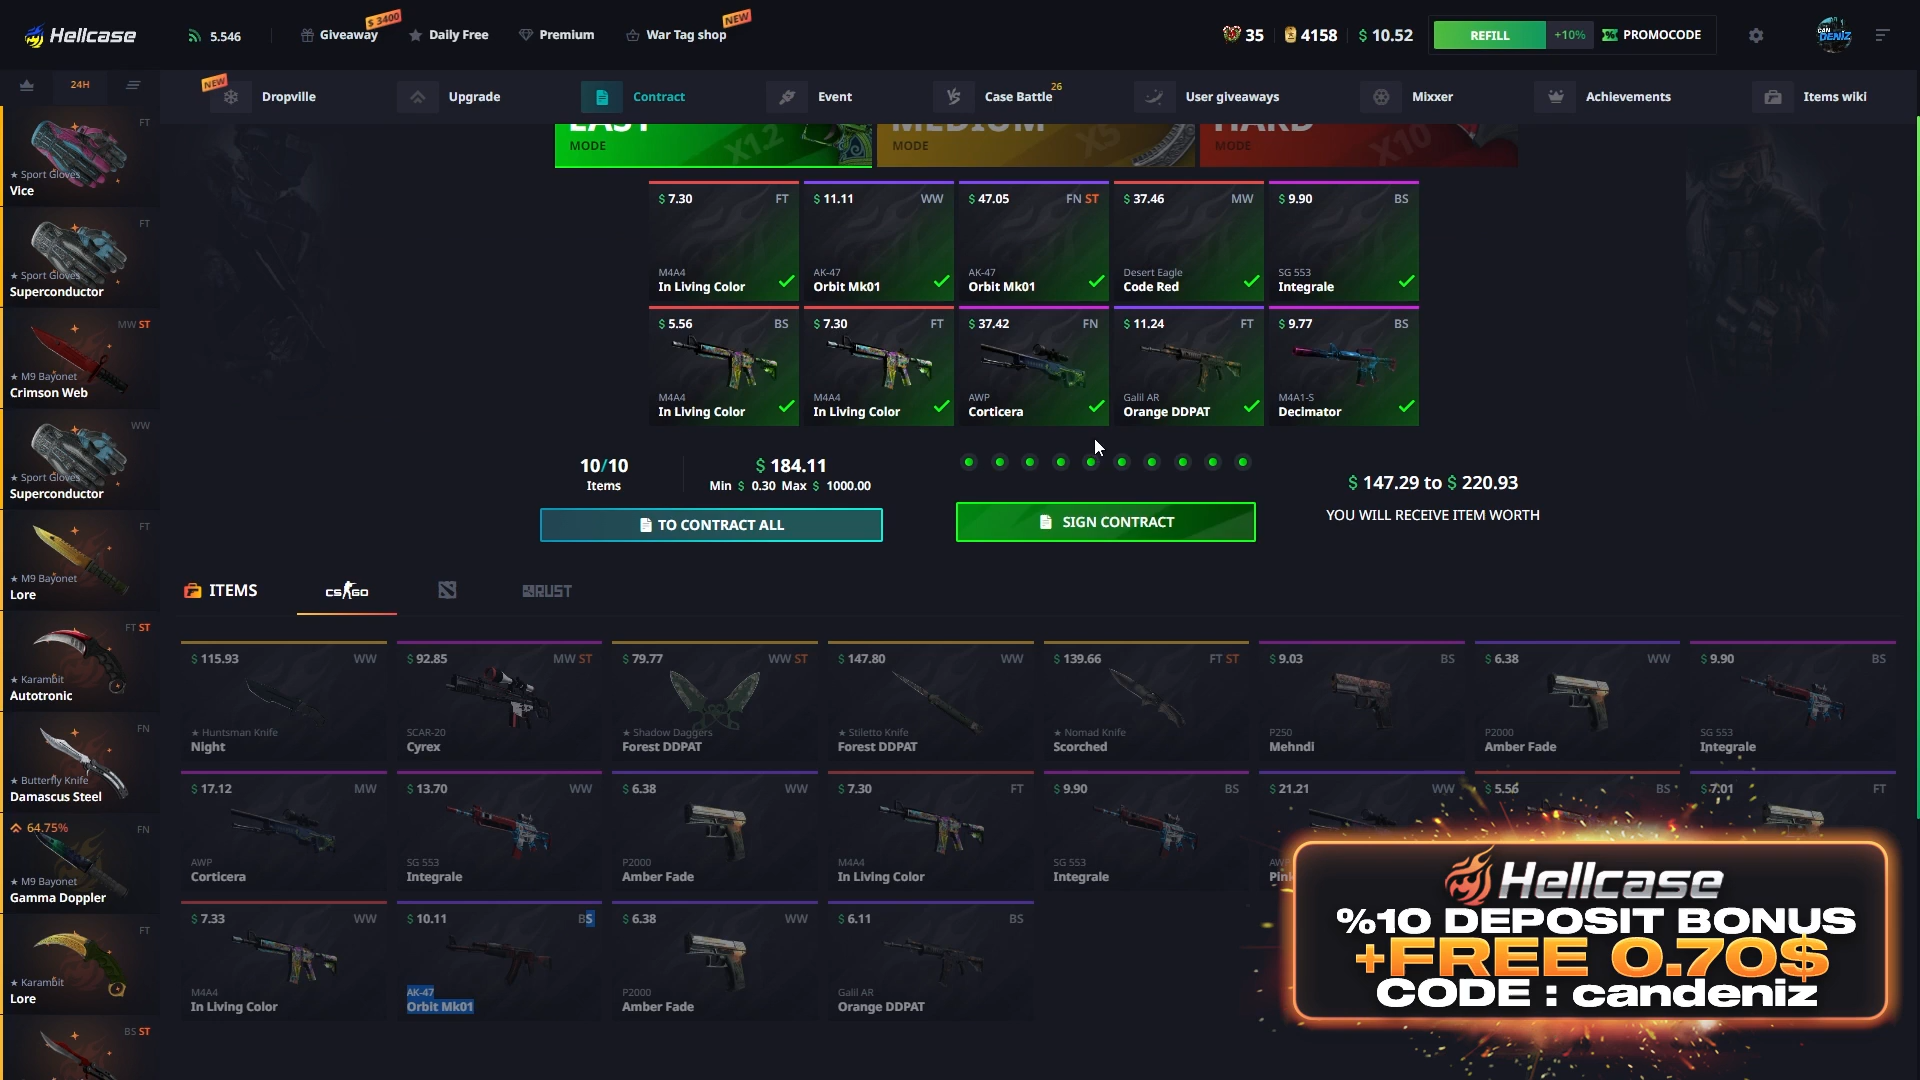 Hellcase
5.546
Giveaway
$ 3400
Daily Free
Premium
War Tag shop
NEW
35
4158
$ 10.52
REFILL
+10%
PROMOCODE
24H
NEW
Dropville
Upgrade
Contract
Event
Case Battle
26
User giveaways
Mixxer
Achievements
Items wiki
EASY
MODE
X12
MEDIUM
MODE
X5
HARD
MODE
X10
FT
★ Sport Gloves
Vice
FT
★ Sport Gloves
Superconductor
MW ST
★ M9 Bayonet
Crimson Web
WW
★ Sport Gloves
Superconductor
FT
★ M9 Bayonet
Lore
FT ST
★ Karambit
Autotronic
FN
★ Butterfly Knife
Damascus Steel
64.75%
FN
★ M9 Bayonet
Gamma Doppler
FT
★ Karambit
Lore
BS ST
$ 7.30 FT
M4A4
In Living Color
$ 11.11 WW
AK-47
Orbit Mk01
$ 47.05 FN ST
AK-47
Orbit Mk01
$ 37.46 MW
Desert Eagle
Code Red
$ 9.90 BS
SG 553
Integrale
$ 5.56 BS
M4A4
In Living Color
$ 7.30 FT
M4A4
In Living Color
$ 37.42 FN
AWP
Corticera
$ 11.24 FT
Galil AR
Orange DDPAT
$ 9.77 BS
M4A1-S
Decimator
10/10
Items
$ 184.11
Min $ 0.30 Max $ 1000.00
TO CONTRACT ALL
SIGN CONTRACT
$ 147.29 to $ 220.93
YOU WILL RECEIVE ITEM WORTH
ITEMS
CS:GO
RUST
$ 115.93 WW
★ Huntsman Knife
Night
$ 92.85 MW ST
SCAR-20
Cyrex
$ 79.77 WW ST
★ Shadow Daggers
Forest DDPAT
$ 147.80 WW
★ Stiletto Knife
Forest DDPAT
$ 139.66 FT ST
★ Nomad Knife
Scorched
$ 9.03 BS
P250
Mehndi
$ 6.38 WW
P2000
Amber Fade
$ 9.90 BS
SG 553
Integrale
$ 17.12 MW
AWP
Corticera
$ 13.70 WW
SG 553
Integrale
$ 6.38 WW
P2000
Amber Fade
$ 7.30 FT
M4A4
In Living Color
$ 9.90 BS
SG 553
Integrale
$ 21.21 WW
$ 5.56 BS
$ 7.01 FT
$ 7.33 WW
M4A4
In Living Color
$ 10.11 BS
AK-47
Orbit Mk01
$ 6.38 WW
P2000
Amber Fade
$ 6.11 BS
Galil AR
Orange DDPAT
Hellcase
%10 DEPOSIT BONUS
+FREE 0.70$
CODE : candeniz